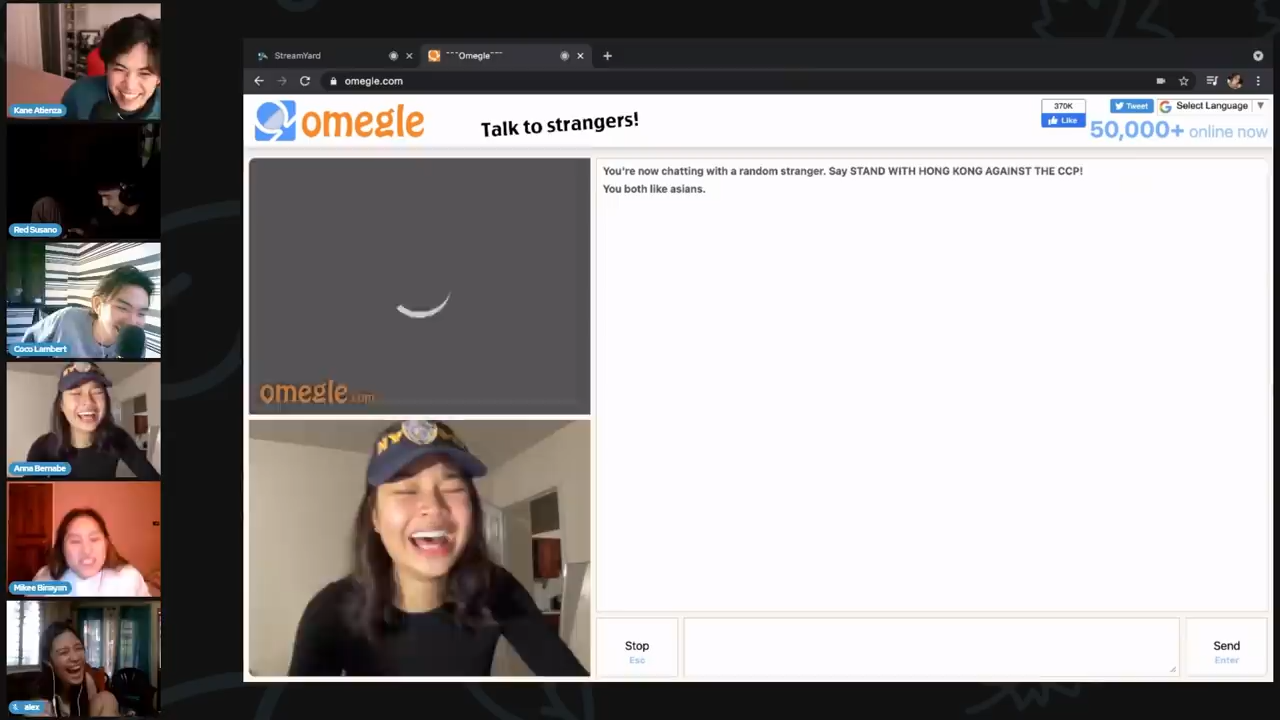 Kane Atienza
Red Susano
Coco Lambert
Anna Bernabe
Mikee Birayan
alex
StreamYard
˜˜˜Omegle˜˜˜
omegle.com
omegle
Talk to strangers!
370K
Like
Tweet
Select Language
50,000+ online now
You're now chatting with a random stranger. Say STAND WITH HONG KONG AGAINST THE CCP!
You both like asians.
omegle.com
NY
Stop
Esc
Send
Enter